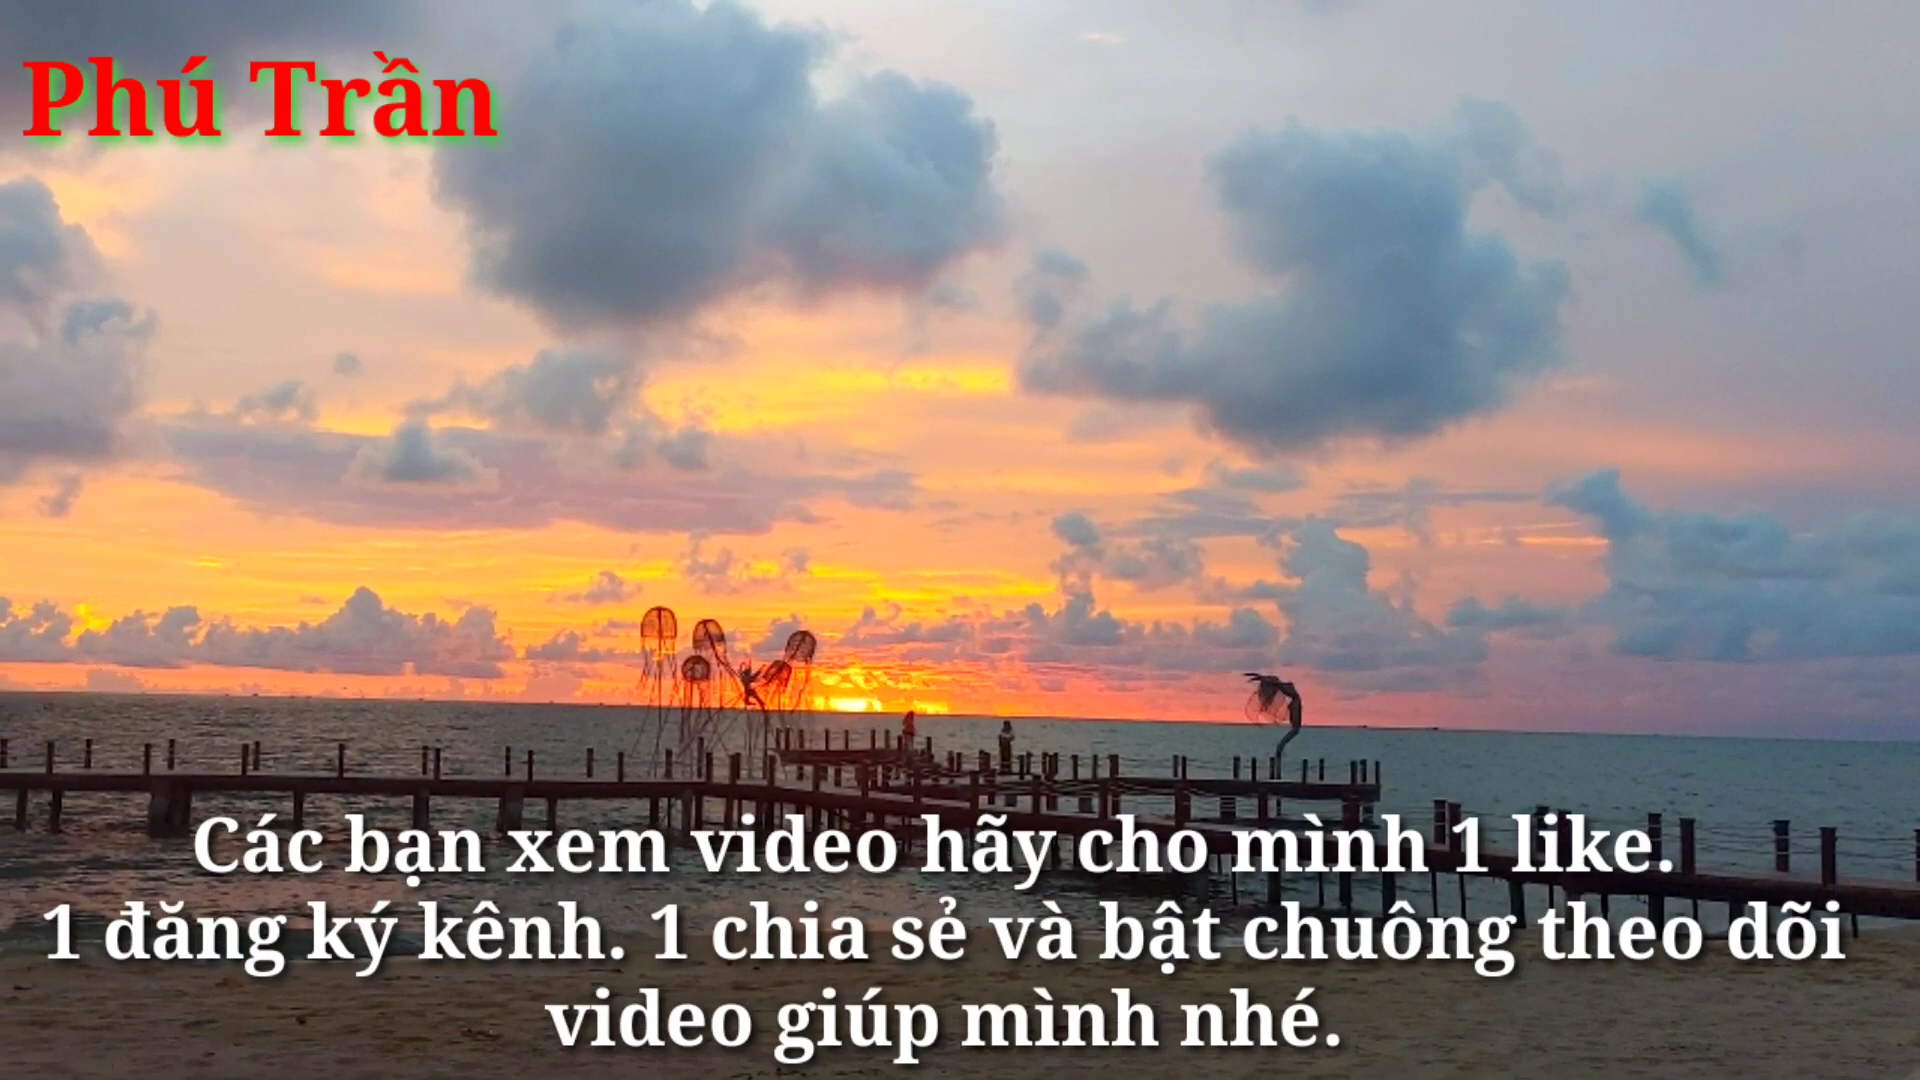 Phú Trần
Các bạn xem video hãy cho mình 1 like.
1 đăng ký kênh. 1 chia sẻ và bật chuông theo dõi
video giúp mình nhé.